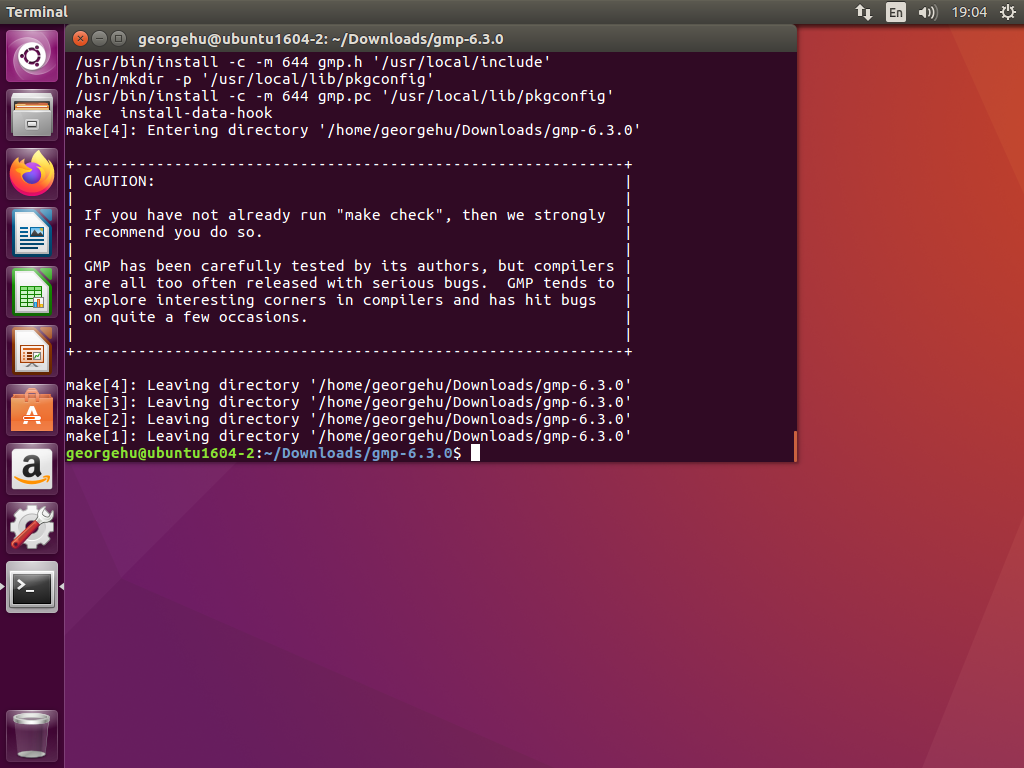 Terminal
En
19:04
georgehu@ubuntu1604-2: ~/Downloads/gmp-6.3.0
/usr/bin/install -c -m 644 gmp.h '/usr/local/include'
/bin/mkdir -p '/usr/local/lib/pkgconfig'
/usr/bin/install -c -m 644 gmp.pc '/usr/local/lib/pkgconfig'
make  install-data-hook
make[4]: Entering directory '/home/georgehu/Downloads/gmp-6.3.0'
+-------------------------------------------------------------+
| CAUTION:                                                    |
|                                                             |
| If you have not already run "make check", then we strongly  |
| recommend you do so.                                        |
|                                                             |
| GMP has been carefully tested by its authors, but compilers |
| are all too often released with serious bugs.  GMP tends to |
| explore interesting corners in compilers and has hit bugs   |
| on quite a few occasions.                                   |
|                                                             |
+-------------------------------------------------------------+
make[4]: Leaving directory '/home/georgehu/Downloads/gmp-6.3.0'
make[3]: Leaving directory '/home/georgehu/Downloads/gmp-6.3.0'
make[2]: Leaving directory '/home/georgehu/Downloads/gmp-6.3.0'
make[1]: Leaving directory '/home/georgehu/Downloads/gmp-6.3.0'
georgehu@ubuntu1604-2:~/Downloads/gmp-6.3.0$